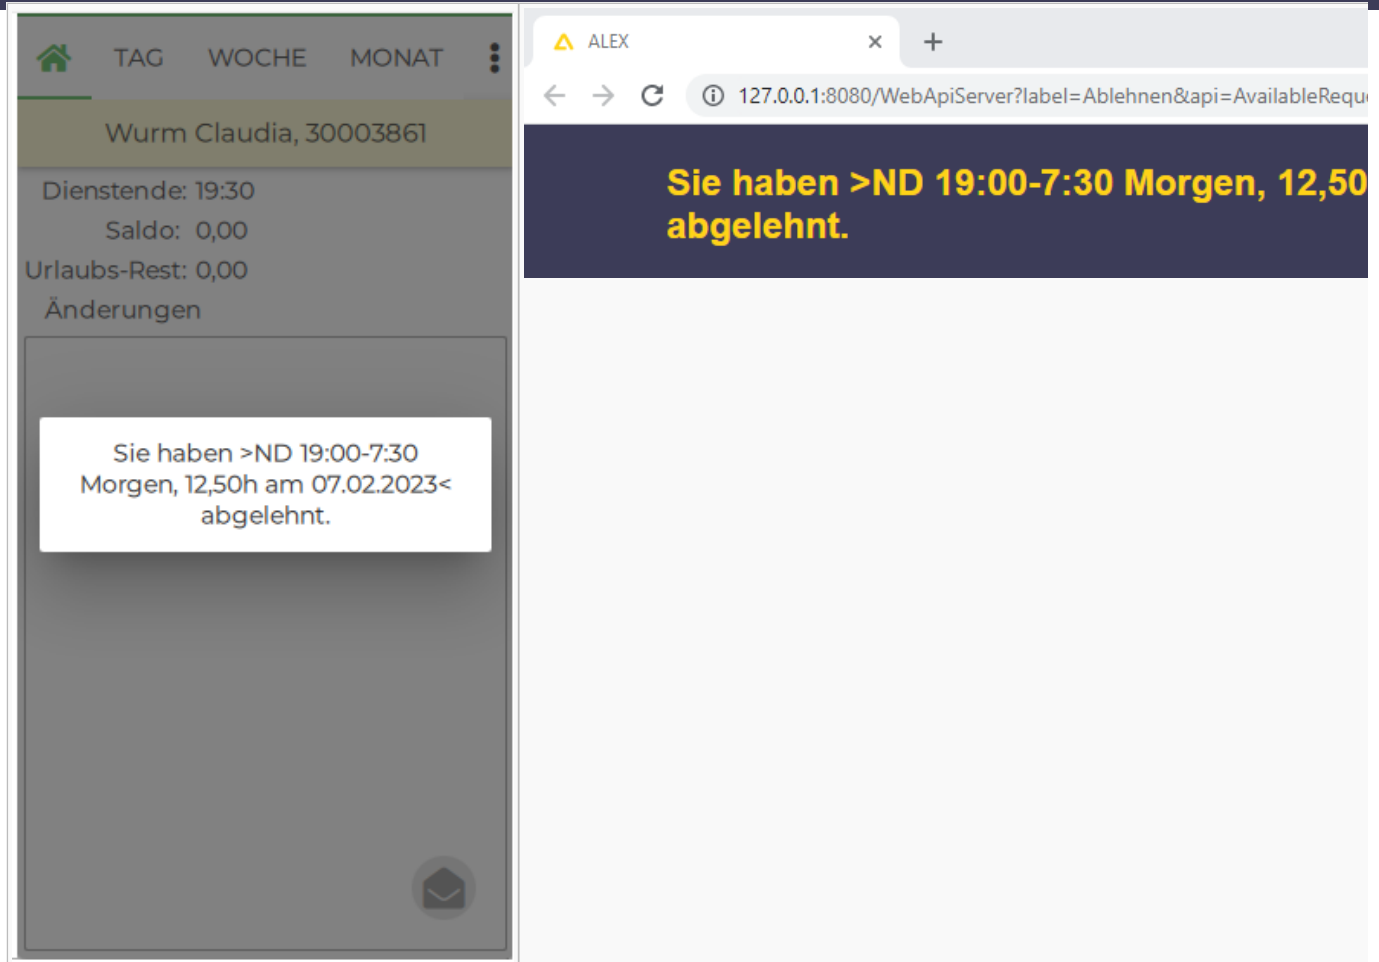 TAG WOCHE MONAT
Wurm Claudia, 30003861
Dienstende: 19:30
Saldo: 0,00
Urlaubs-Rest: 0,00
Änderungen
Sie haben >ND 19:00-7:30
Morgen, 12,50h am 07.02.2023<
abgelehnt.
ALEX
127.0.0.1:8080/WebApiServer?label=Ablehnen&api=AvailableReque
Sie haben >ND 19:00-7:30 Morgen, 12,50
abgelehnt.